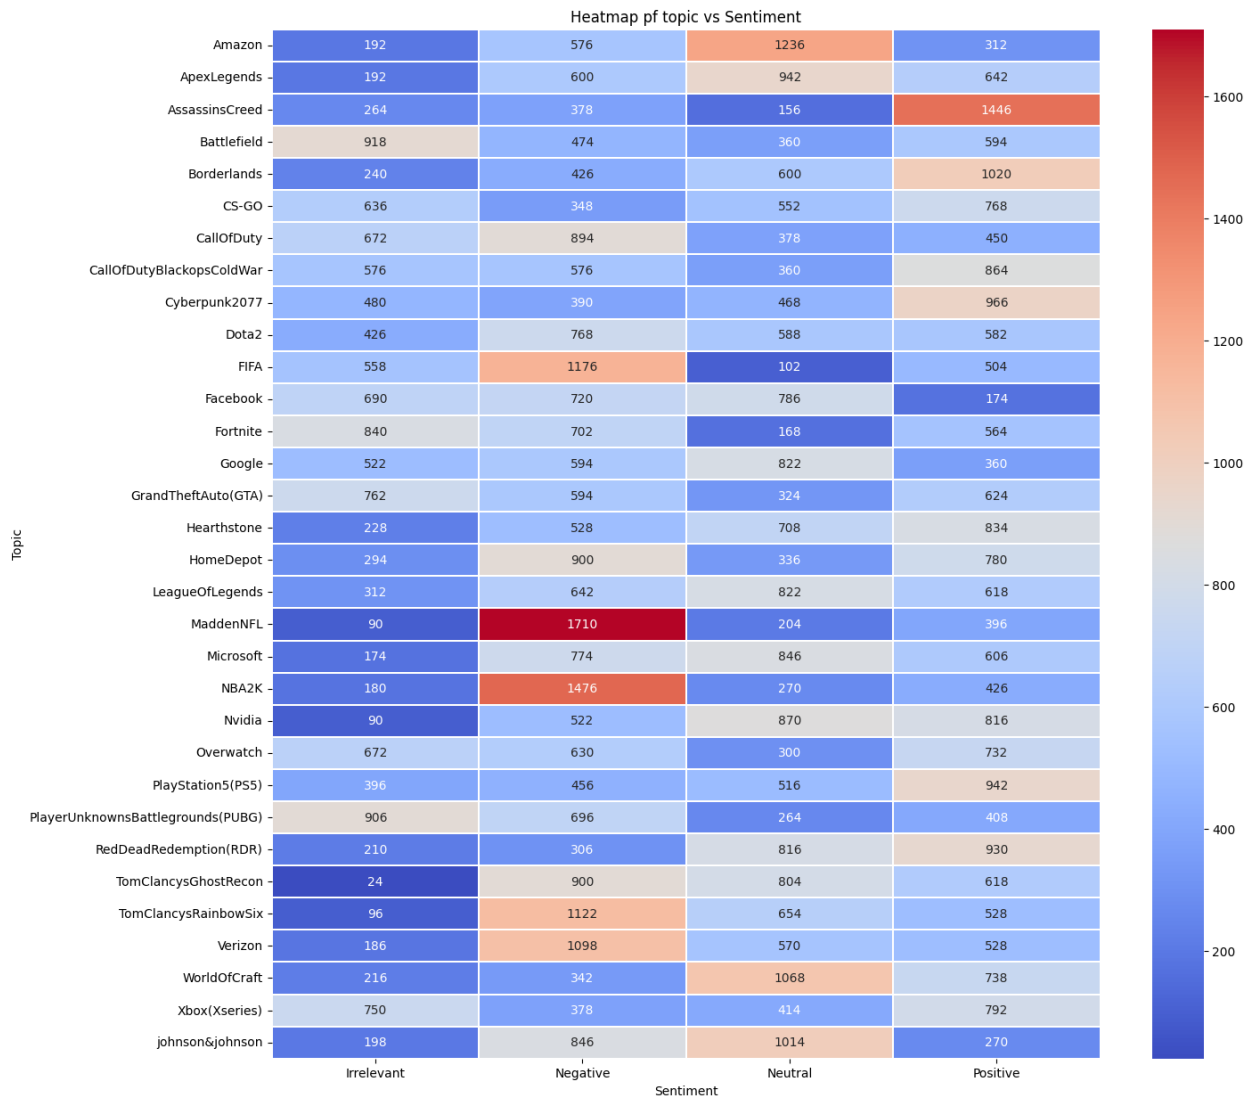 Heatmap pf topic vs Sentiment
Amazon 192 576 1236 312
ApexLegends 192 600 942 642
AssassinsCreed 264 378 156 1446
Battlefield 918 474 360 594
Borderlands 240 426 600 1020
CS-GO 636 348 552 768
CallOfDuty 672 894 378 450
CallOfDutyBlackopsColdWar 576 576 360 864
Cyberpunk2077 480 390 468 966
Dota2 426 768 588 582
FIFA 558 1176 102 504
Facebook 690 720 786 174
Fortnite 840 702 168 564
Google 522 594 822 360
GrandTheftAuto(GTA) 762 594 324 624
Hearthstone 228 528 708 834
HomeDepot 294 900 336 780
LeagueOfLegends 312 642 822 618
MaddenNFL 90 1710 204 396
Microsoft 174 774 846 606
NBA2K 180 1476 270 426
Nvidia 90 522 870 816
Overwatch 672 630 300 732
PlayStation5(PS5) 396 456 516 942
PlayerUnknownsBattlegrounds(PUBG) 906 696 264 408
RedDeadRedemption(RDR) 210 306 816 930
TomClancysGhostRecon 24 900 804 618
TomClancysRainbowSix 96 1122 654 528
Verizon 186 1098 570 528
WorldOfCraft 216 342 1068 738
Xbox(Xseries) 750 378 414 792
johnson&johnson 198 846 1014 270
Irrelevant Negative Neutral Positive
Sentiment
Topic
1600
1400
1200
1000
800
600
400
200